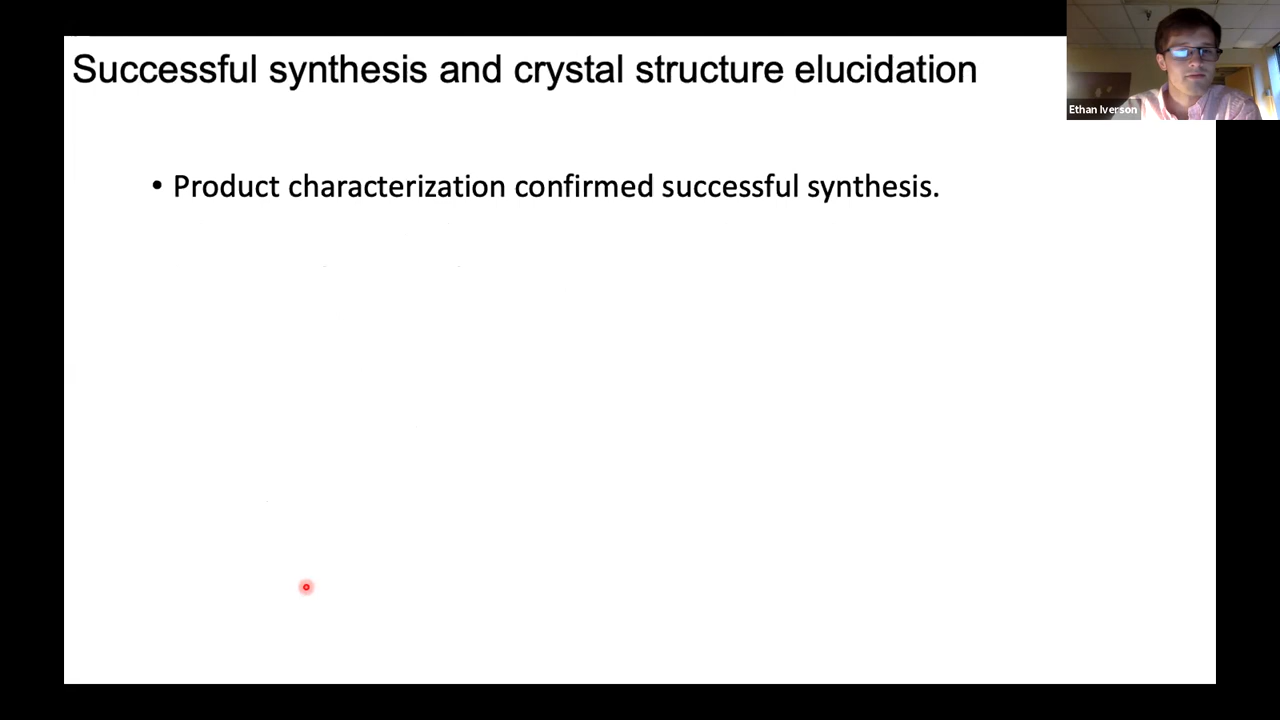 Successful synthesis and crystal structure elucidation
Ethan Iverson
• Product characterization confirmed successful synthesis.